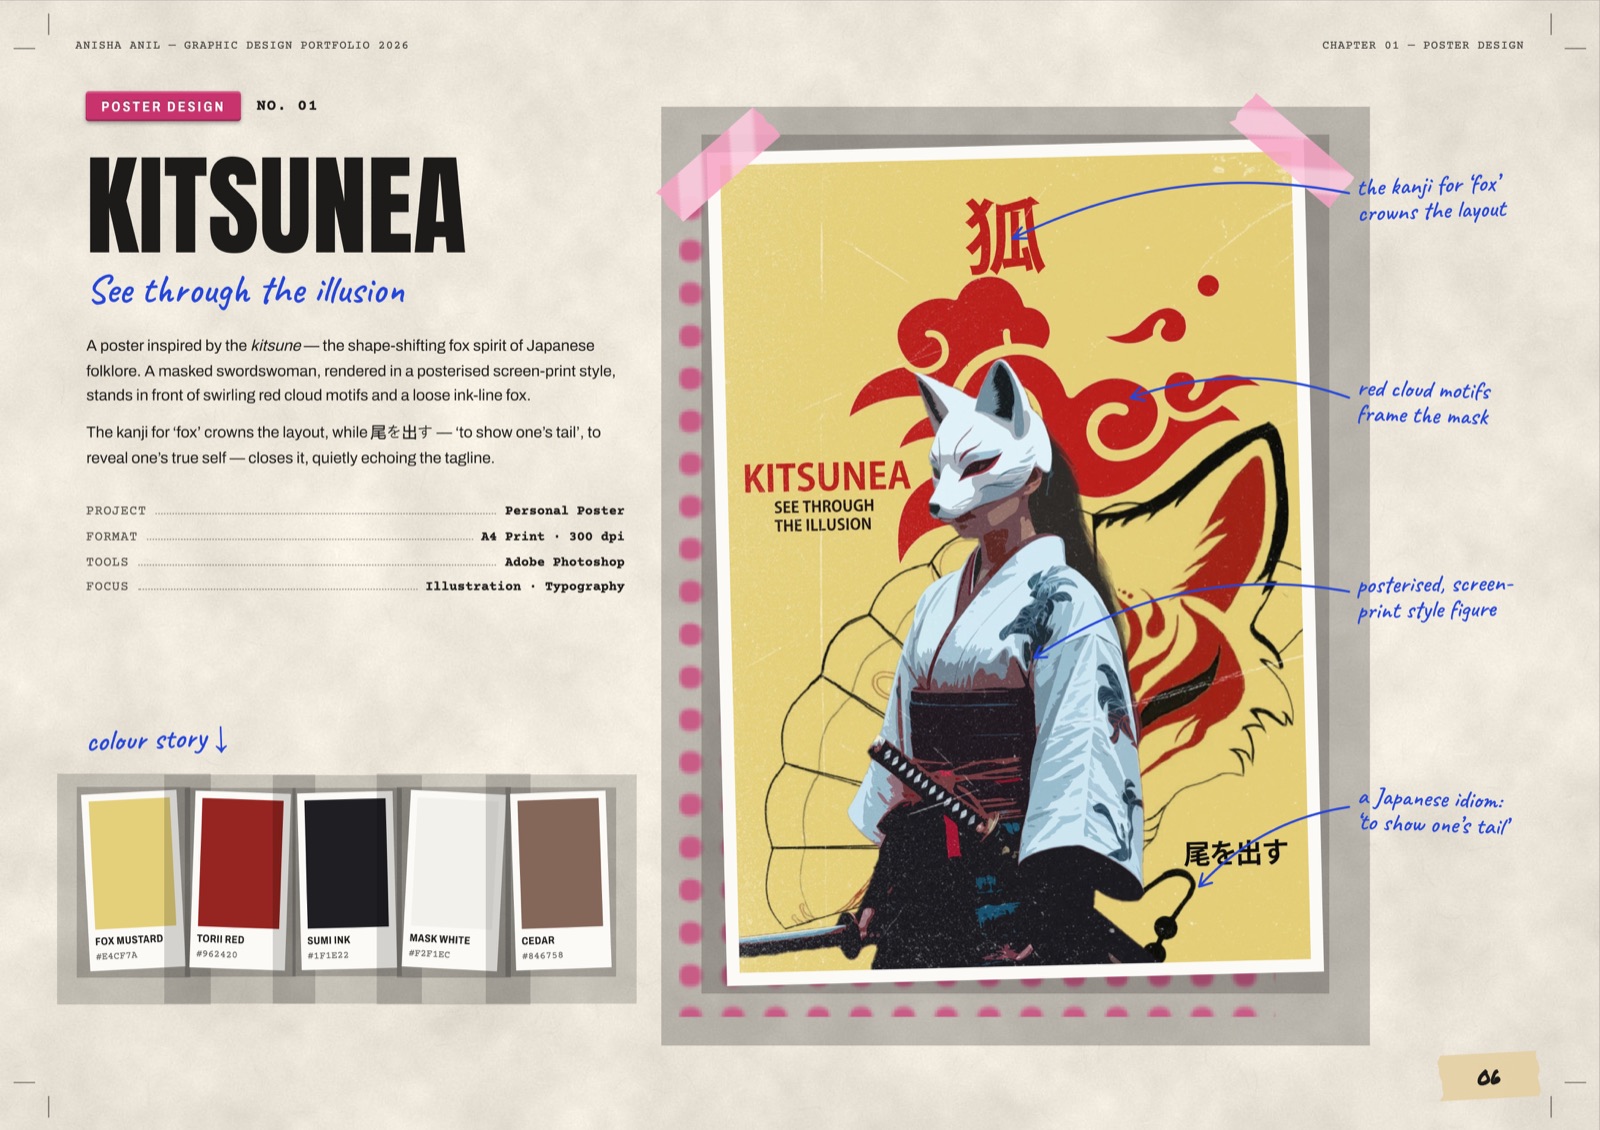 ANISHA ANIL — GRAPHIC DESIGN PORTFOLIO 2026
CHAPTER 01 — POSTER DESIGN
POSTER DESIGN
NO. 01
KITSUNEA
See through the illusion
A poster inspired by the kitsune — the shape-shifting fox spirit of Japanese
folklore. A masked swordswoman, rendered in a posterised screen-print style,
stands in front of swirling red cloud motifs and a loose ink-line fox.
The kanji for ‘fox’ crowns the layout, while 尾を出す — ‘to show one’s tail’, to
reveal one’s true self — closes it, quietly echoing the tagline.
PROJECT Personal Poster
FORMAT A4 Print · 300 dpi
TOOLS Adobe Photoshop
FOCUS Illustration · Typography
colour story ↓
FOX MUSTARD
#E4CF7A
TORII RED
#962420
SUMI INK
#1F1E22
MASK WHITE
#F2F1EC
CEDAR
#846758
狐
KITSUNEA
SEE THROUGH
THE ILLUSION
尾を出す
the kanji for ‘fox’
crowns the layout
red cloud motifs
frame the mask
posterised, screen-
print style figure
a Japanese idiom:
‘to show one’s tail’
06